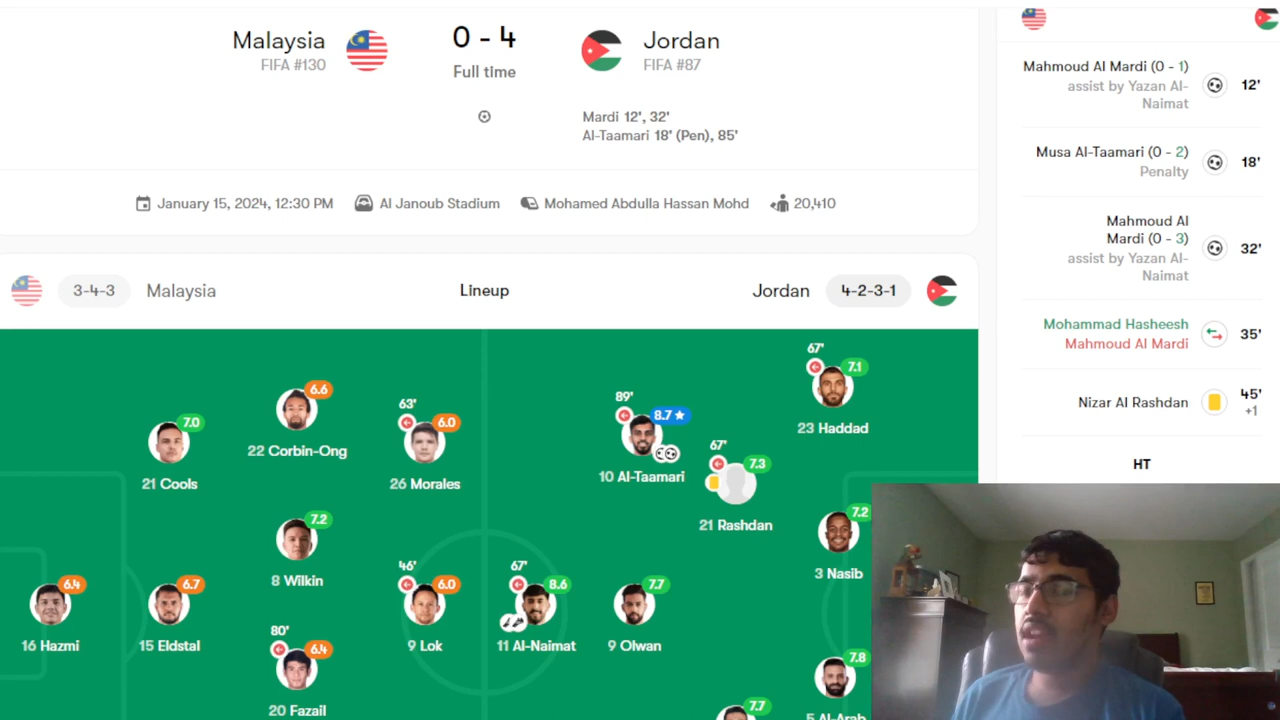 Malaysia
FIFA #130
0 - 4
Full time
Jordan
FIFA #87
Mardi 12', 32'
Al-Taamari 18' (Pen), 85'
January 15, 2024, 12:30 PM
Al Janoub Stadium
Mohamed Abdulla Hassan Mohd
20,410
3-4-3
Malaysia
Lineup
Jordan
4-2-3-1
7.0
21 Cools
6.6
22 Corbin-Ong
63'
6.0
26 Morales
89'
8.7
10 Al-Taamari
67'
7.3
21 Rashdan
67'
7.1
23 Haddad
7.2
8 Wilkin
7.2
3 Nasib
6.4
16 Hazmi
6.7
15 Eldstal
46'
6.0
9 Lok
67'
8.6
11 Al-Naimat
7.7
9 Olwan
80'
6.4
20 Fazail
7.8
5 Al-Arab
7.7
Mahmoud Al Mardi (0 - 1)
assist by Yazan Al-
Naimat
12'
Musa Al-Taamari (0 - 2)
Penalty
18'
Mahmoud Al
Mardi (0 - 3)
assist by Yazan Al-
Naimat
32'
Mohammad Hasheesh
Mahmoud Al Mardi
35'
Nizar Al Rashdan
45'
+1
HT